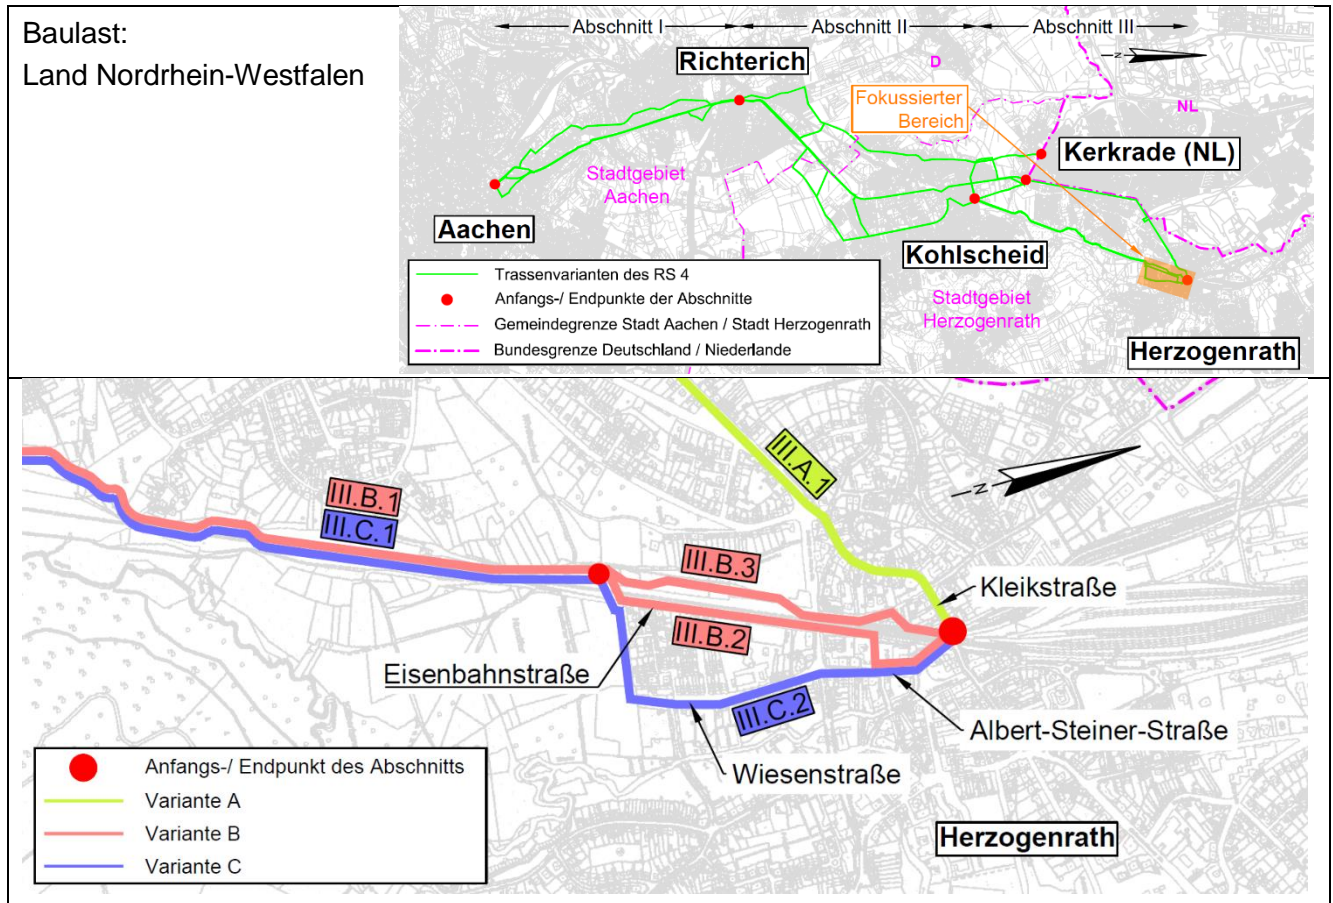 Baulast:
Land Nordrhein-Westfalen
Abschnitt I
Abschnitt II
Abschnitt III
Richterich
D
N
Fokussierter
Bereich
NL
Kerkrade (NL)
Stadtgebiet
Aachen
Aachen
Kohlscheid
Trassenvarianten des RS 4
Anfangs-/ Endpunkte der Abschnitte
Gemeindegrenze Stadt Aachen / Stadt Herzogenrath
Bundesgrenze Deutschland / Niederlande
Stadtgebiet
Herzogenrath
Herzogenrath
III.A.1
N
III.B.1
III.C.1
III.B.3
Kleikstraße
III.B.2
Eisenbahnstraße
III.C.2
Albert-Steiner-Straße
Wiesenstraße
Anfangs-/ Endpunkt des Abschnitts
Variante A
Variante B
Variante C
Herzogenrath